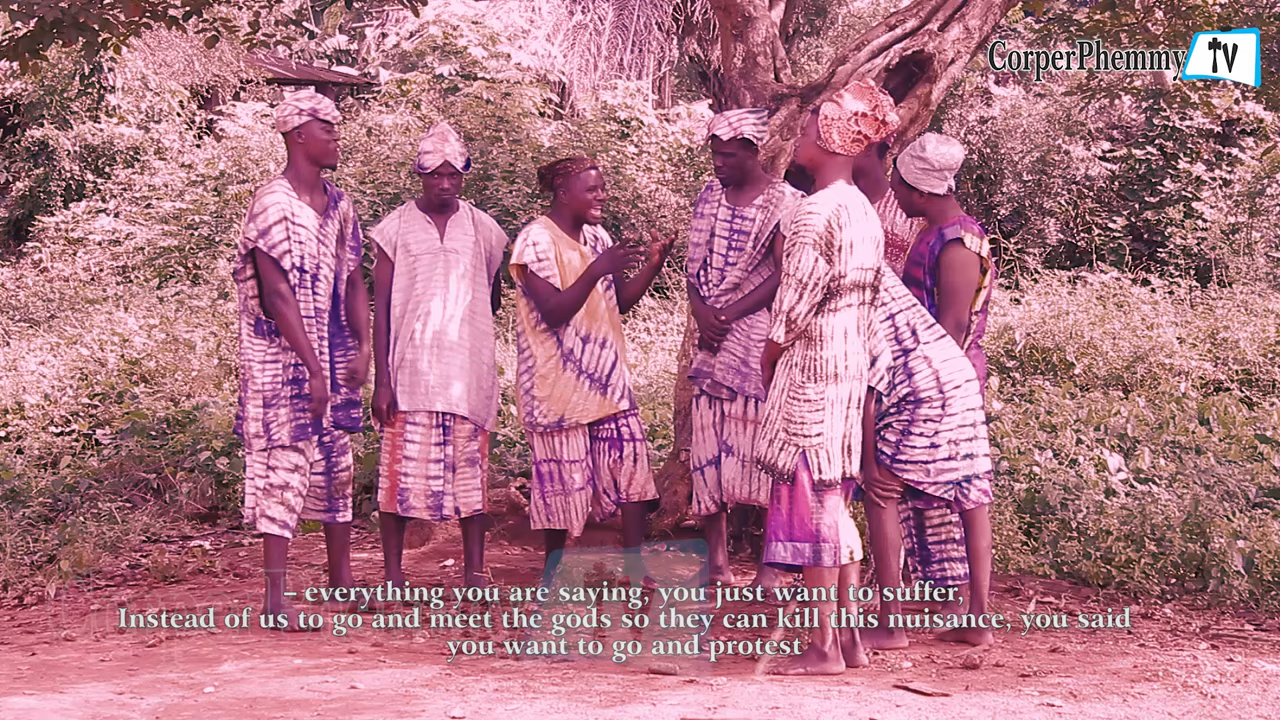 CorperPhemmy tv
– everything you are saying, you just want to suffer,
Instead of us to go and meet the gods so they can kill this nuisance, you said
you want to go and protest